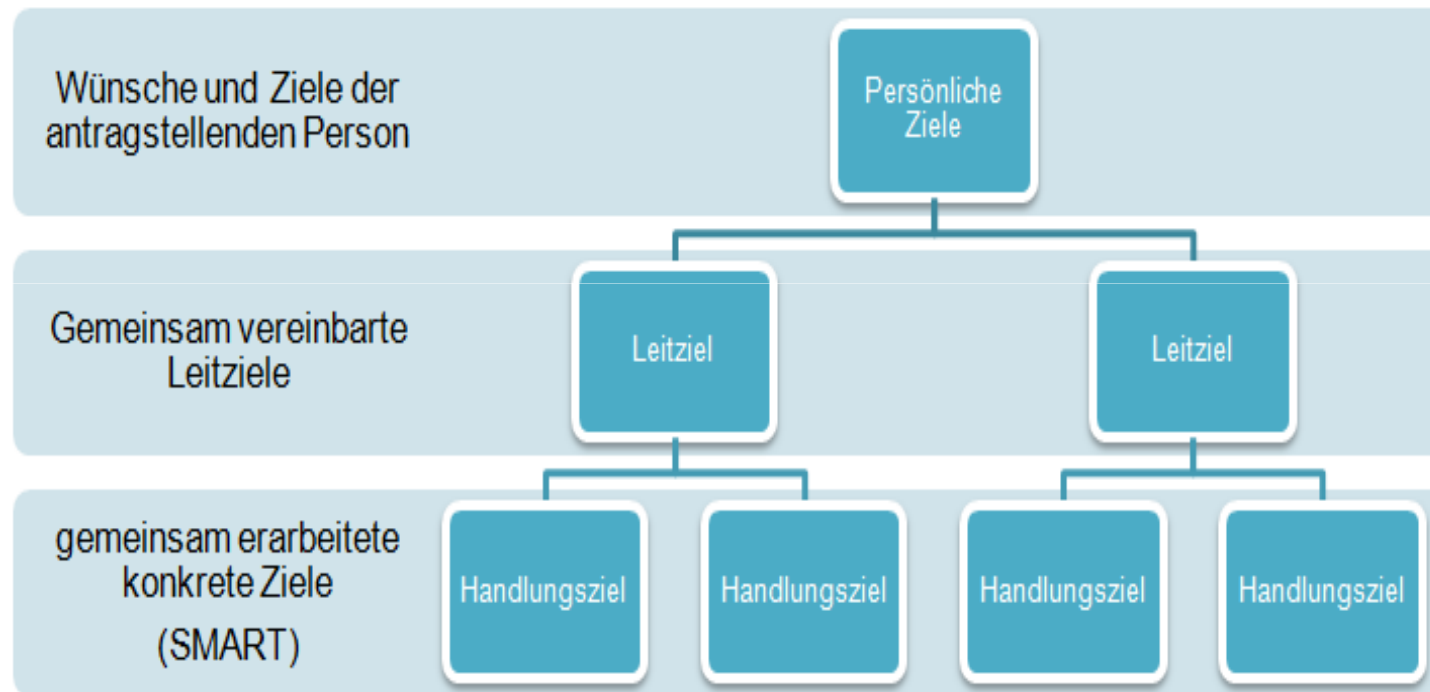 Wünsche und Ziele der
antragstellenden Person
Persönliche
Ziele
Gemeinsam vereinbarte
Leitziele
Leitziel
Leitziel
gemeinsam erarbeitete
konkrete Ziele
(SMART)
Handlungsziel
Handlungsziel
Handlungsziel
Handlungsziel